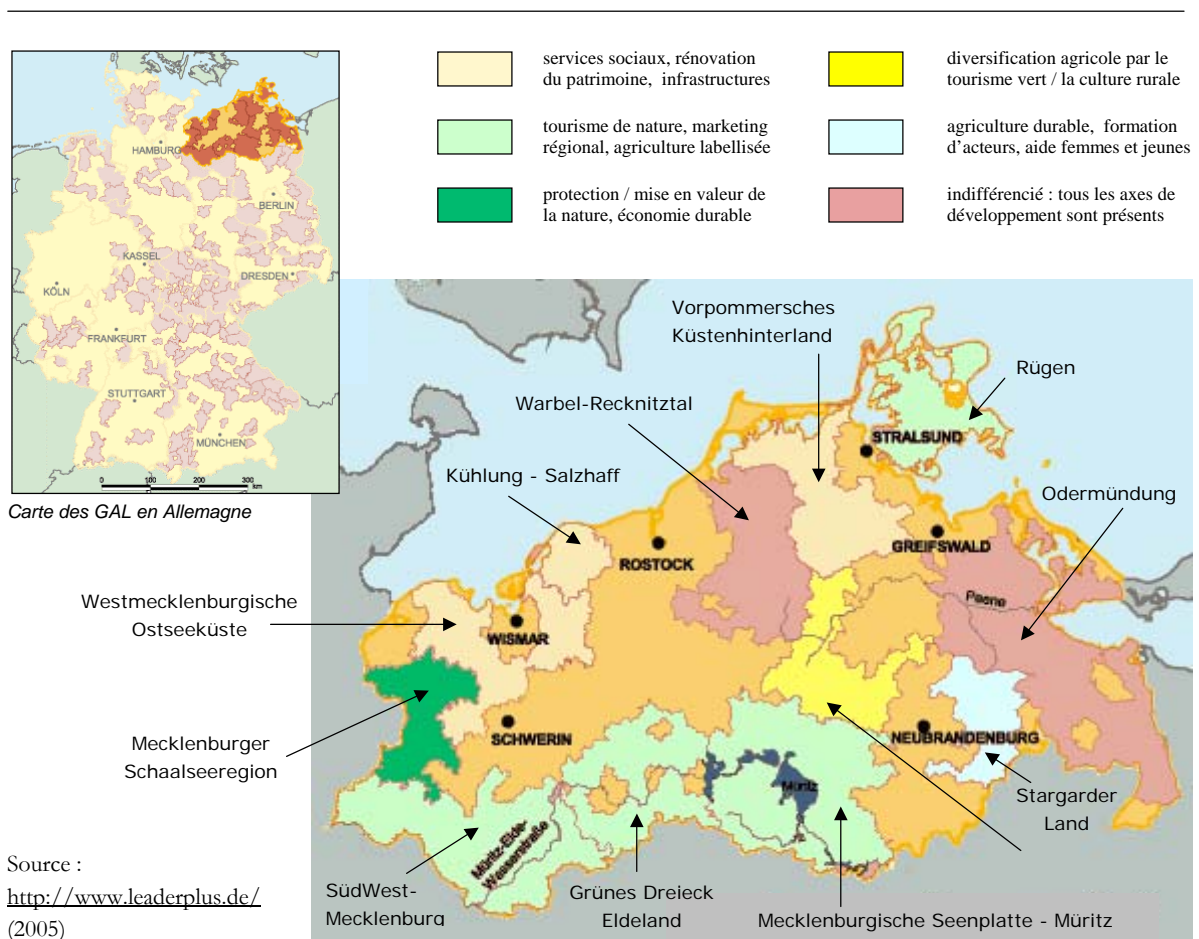 services sociaux, rénovation
du patrimoine, infrastructures
diversification agricole par le
tourisme vert / la culture rurale
tourisme de nature, marketing
régional, agriculture labellisée
agriculture durable, formation
d'acteurs, aide femmes et jeunes
protection / mise en valeur de
la nature, économie durable
indifférencié : tous les axes de
développement sont présents
HAMBURG
BERLIN
KASSEL
DRESDEN
KÖLN
FRANKFURT
STUTTGART
MÜNCHEN
0 100 200 300
km
Carte des GAL en Allemagne
Vorpommersches
Küstenhinterland
Rügen
Warbel-Recknitztal
STRALSUND
Kühlung - Salzhaff
Odermündung
GREIFSWALD
ROSTOCK
Westmecklenburgische
Ostseeküste
Peene
WISMAR
SCHWERIN
NEUBRANDENBURG
Mecklenburger
Schaalseeregion
Müritz
Stargarder
Land
Müritz-Elde-
Wasserstraße
SüdWest-
Mecklenburg
Grünes Dreieck
Eldeland
Mecklenburgische Seenplatte - Müritz
Source :
http://www.leaderplus.de/
(2005)